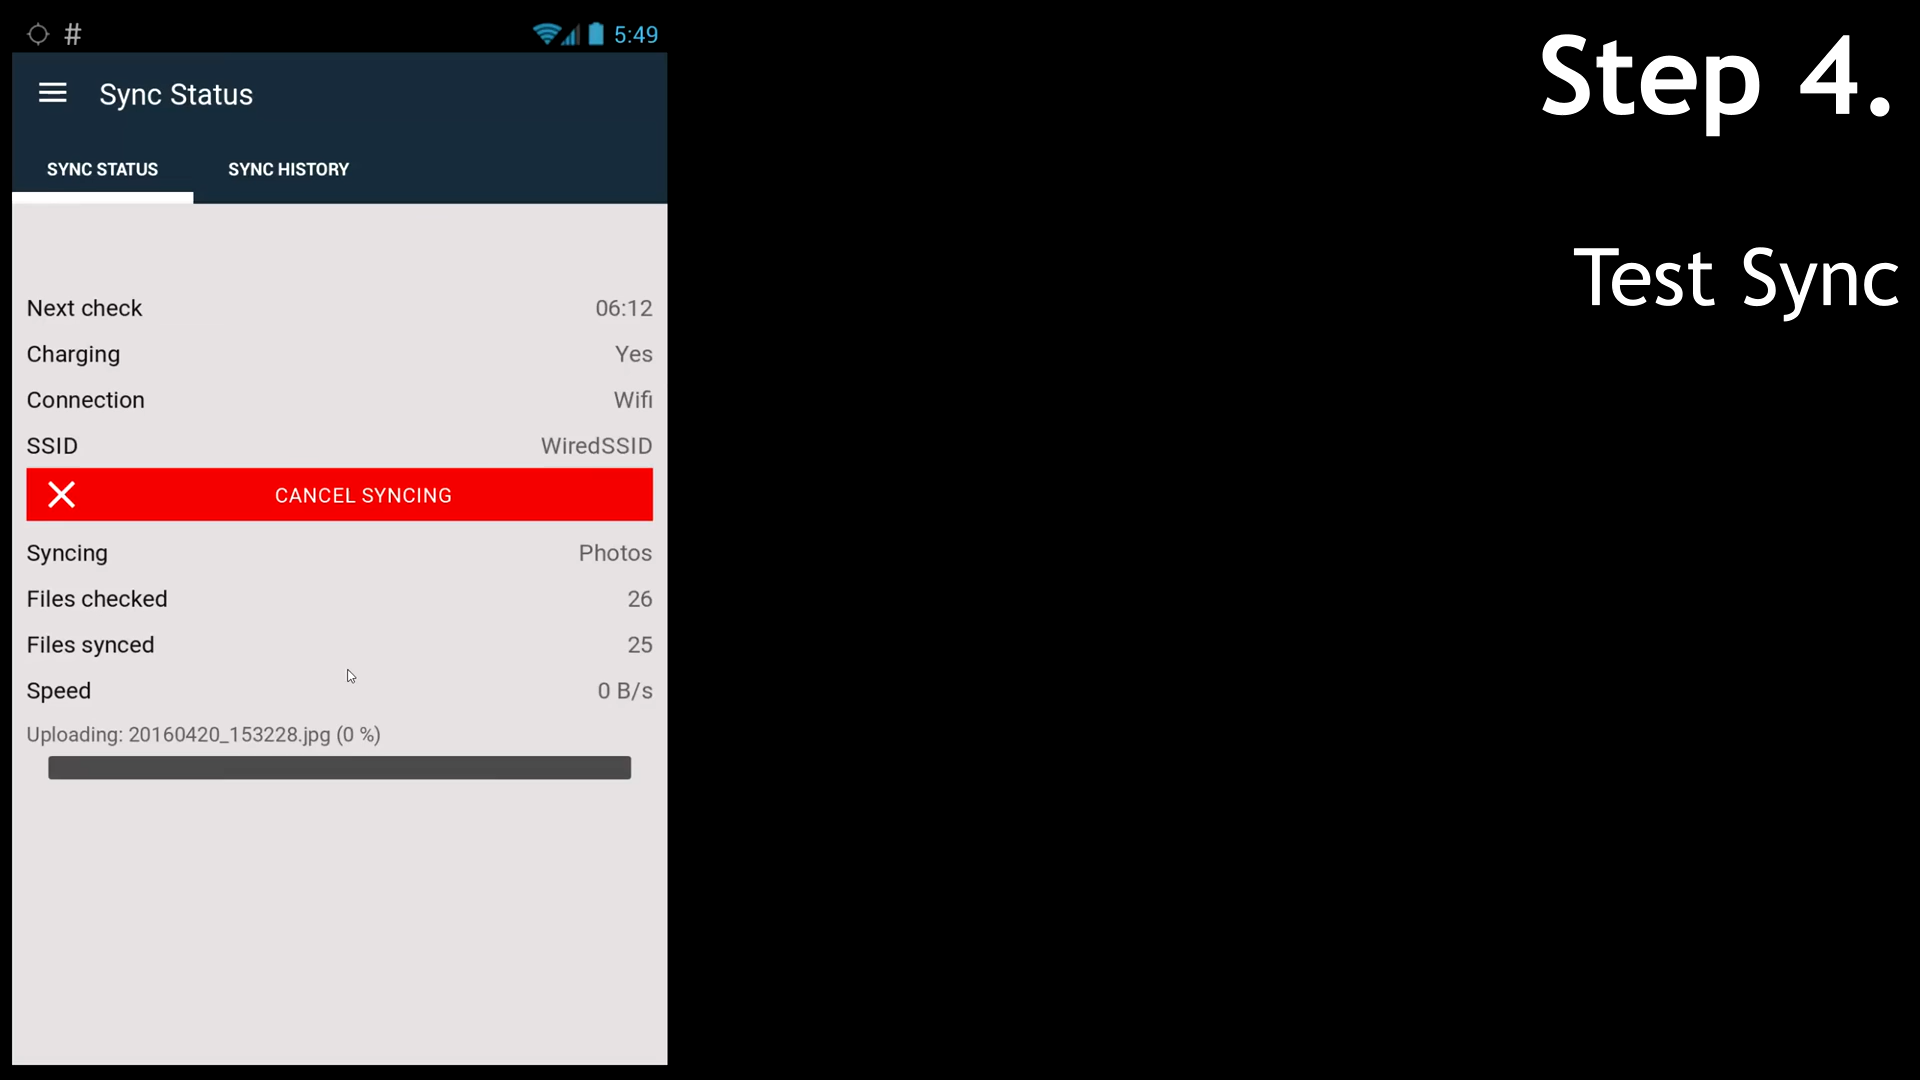 # 5:49
Sync Status
SYNC STATUS SYNC HISTORY
Next check 06:12
Charging Yes
Connection Wifi
SSID WiredSSID
CANCEL SYNCING
Syncing Photos
Files checked 26
Files synced 25
Speed 0 B/s
Uploading: 20160420_153228.jpg (0 %)
Step 4.
Test Sync